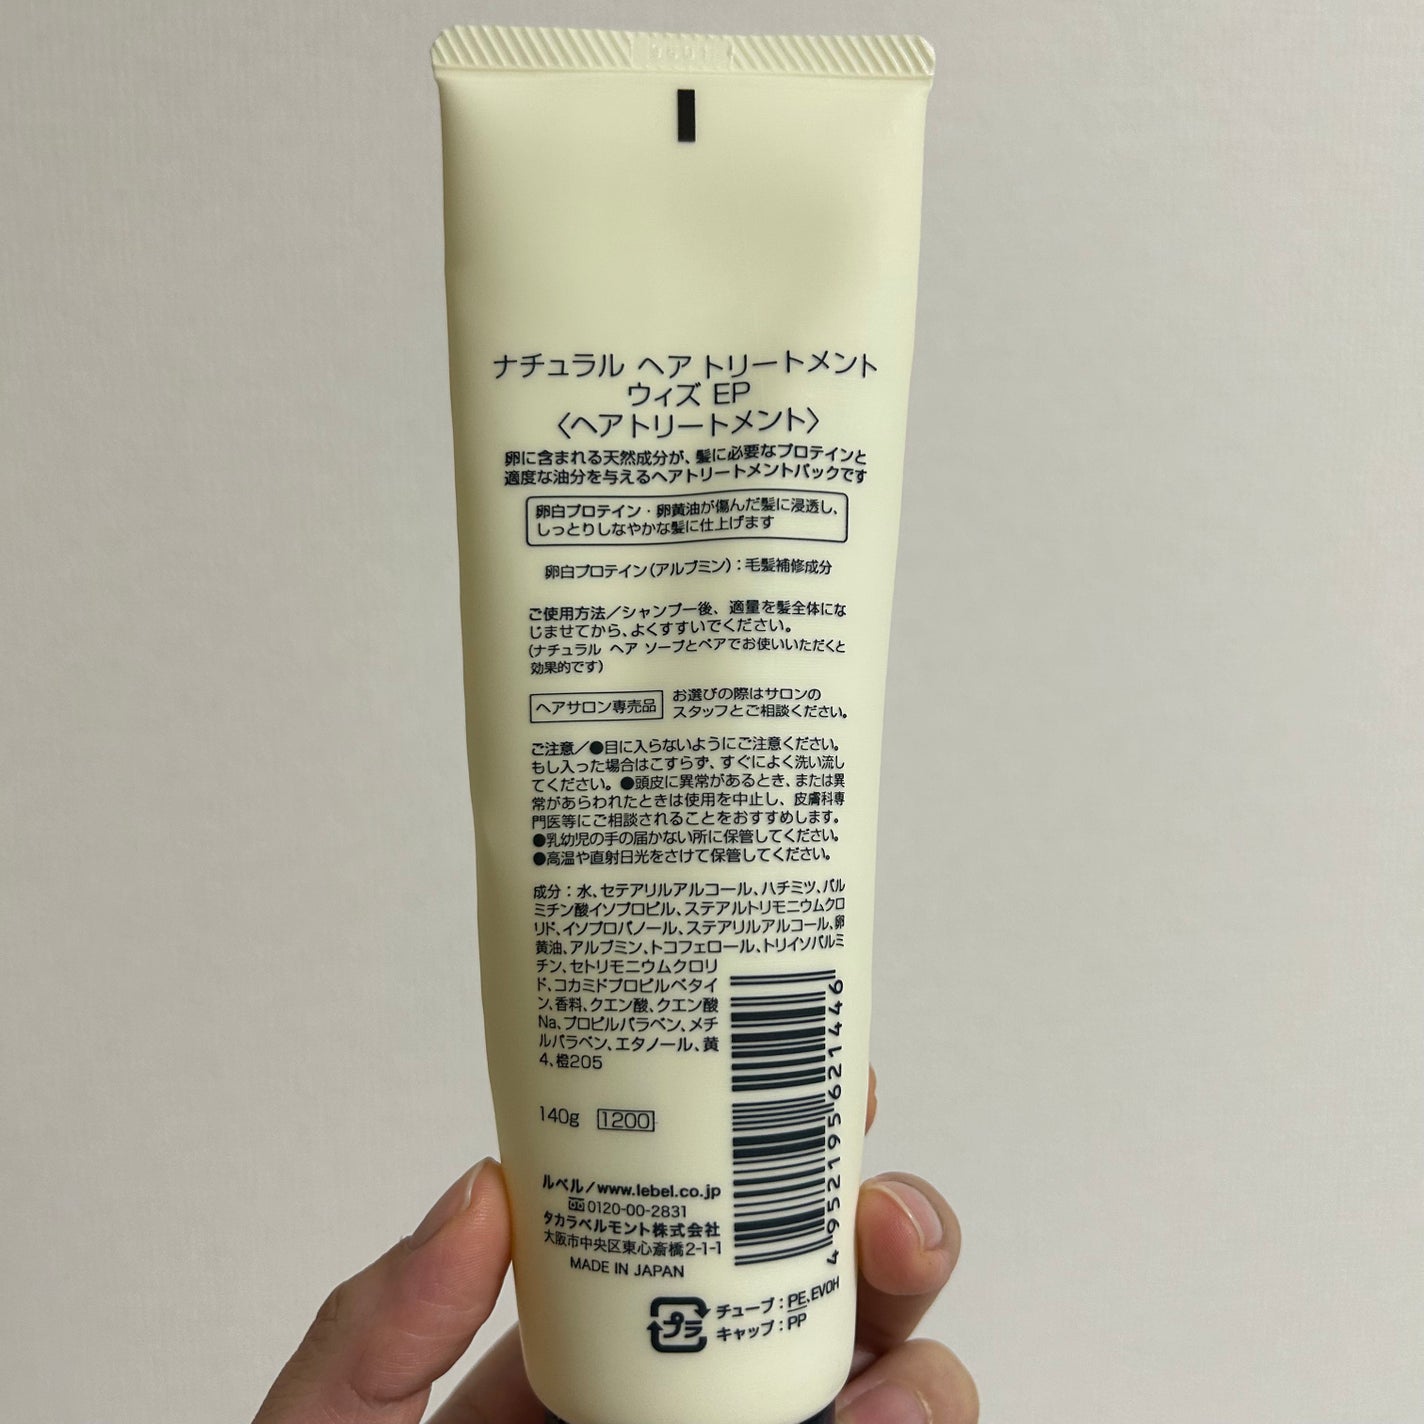 ナチュラル ヘア トリートメント
ウィズ EP
〈ヘアトリートメント〉
卵に含まれる天然成分が、髪に必要なプロテインと
適度な油分を与えるヘアトリートメントパックです
卵白プロテイン・卵黄油が傷んだ髪に浸透し、
しっとりしなやかな髪に仕上げます
卵白プロテイン(アルブミン):毛髪補修成分
ご使用方法/シャンプー後、適量を髪全体にな
じませてから、よくすすいでください。
(ナチュラル ヘア ソープとペアでお使いいただくと
効果的です)
ヘアサロン専売品
お選びの際はサロンの
スタッフとご相談ください。
ご注意/●目に入らないようにご注意ください。
もし入った場合はこすらず、すぐによく洗い流し
てください。●頭皮に異常があるとき、または異
常があらわれたときは使用を中止し、皮膚科専
門医等にご相談されることをおすすめします。
●乳幼児の手の届かない所に保管してください。
●高温や直射日光をさけて保管してください。
成分:水、セテアリルアルコール、ハチミツ、パル
ミチン酸イソプロピル、ステアルトリモニウムクロ
リド、イソプロパノール、ステアリルアルコール、卵
黄油、アルブミン、トコフェロール、トリイソパルミ
チン、セトリモニウムクロリ
ド、コカミドプロピルベタイ
ン、香料、クエン酸、クエン酸
Na、プロピルパラベン、メチ
ルパラベン、エタノール、黄
4、橙205
140g 1200
4952195621446
ルベル/www.lebel.co.jp
0120-00-2831
タカラベルモント株式会社
大阪市中央区東心斎橋2-1-1
MADE IN JAPAN
プラ
チューブ:PE、EVOH
キャップ:PP